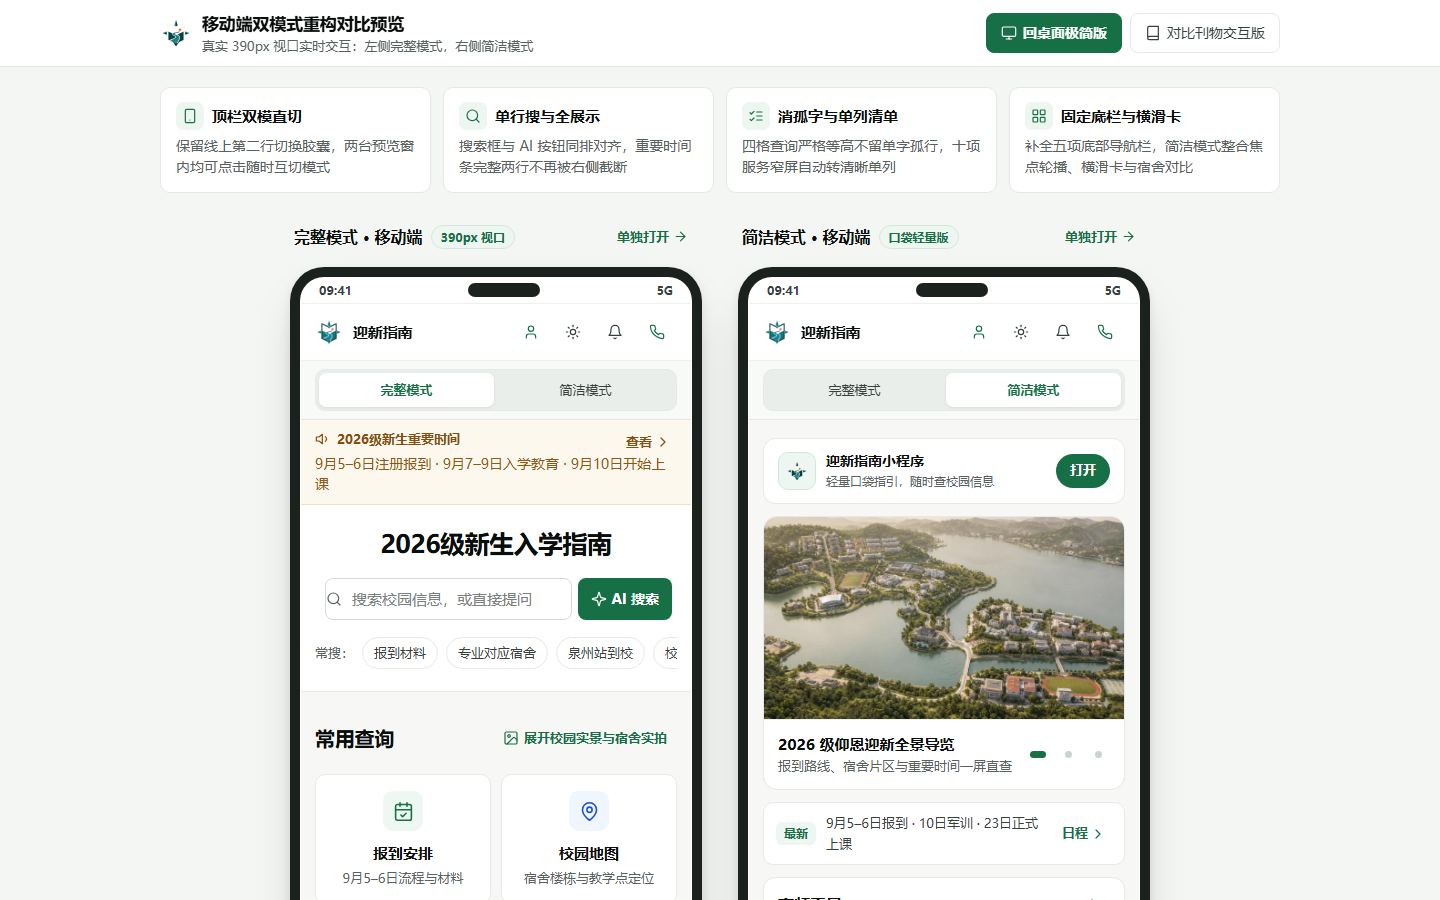 移动端双模式重构对比预览
真实 390px 视口实时交互：左侧完整模式，右侧简洁模式
回桌面极简版
对比刊物交互版
顶栏双模直切
保留线上第二行切换胶囊，两台预览窗
内均可点击随时互切模式
单行搜与全展示
搜索框与 AI 按钮同排对齐，重要时间
条完整两行不再被右侧截断
消孤字与单列清单
四格查询严格等高不留单字孤行，十项
服务窄屏自动转清晰单列
固定底栏与横滑卡
补全五项底部导航栏，简洁模式整合焦
点轮播、横滑卡与宿舍对比
完整模式 • 移动端
390px 视口
单独打开
09:41
5G
迎新指南
完整模式
简洁模式
2026级新生重要时间
查看
9月5–6日注册报到 · 9月7–9日入学教育 · 9月10日开始上
课
2026级新生入学指南
搜索校园信息，或直接提问
AI 搜索
常搜：
报到材料
专业对应宿舍
泉州站到校
校
常用查询
展开校园实景与宿舍实拍
报到安排
9月5–6日流程与材料
校园地图
宿舍楼栋与教学点定位
简洁模式 • 移动端
口袋轻量版
单独打开
09:41
5G
迎新指南
完整模式
简洁模式
迎新指南小程序
轻量口袋指引，随时查校园信息
打开
2026 级仰恩迎新全景导览
报到路线、宿舍片区与重要时间一屏直查
最新
9月5–6日报到 · 10日军训 · 23日正式
上课
日程